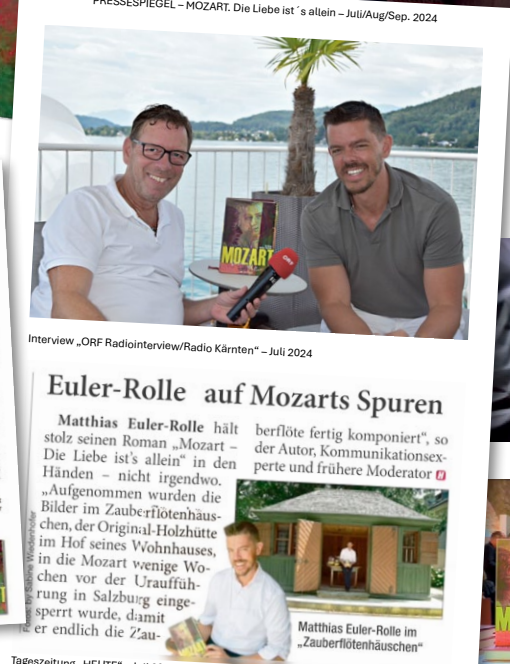 PRESSESPIEGEL – MOZART. Die Liebe ist´s allein – Juli/Aug/Sep. 2024
MOZART
ORF
Interview „ORF Radiointerview/Radio Kärnten“ – Juli 2024
Euler-Rolle auf Mozarts Spuren
Matthias Euler-Rolle hält
stolz seinen Roman „Mozart –
Die Liebe ist's allein“ in den
Händen – nicht irgendwo.
„Aufgenommen wurden die
Bilder im Zauberflötenhäus-
chen, der Original-Holzhütte
im Hof seines Wohnhauses,
in die Mozart wenige Wo-
chen vor der Urauffüh-
rung in Salzburg einge-
sperrt wurde, damit
er endlich die Zau-
berflöte fertig komponiert“, so
der Autor, Kommunikationsex-
perte und frühere Moderator
Matthias Euler-Rolle im
„Zauberflötenhäuschen“
Fotos: by Sabine Wiedenhofer
Tageszeitung „HEUTE“